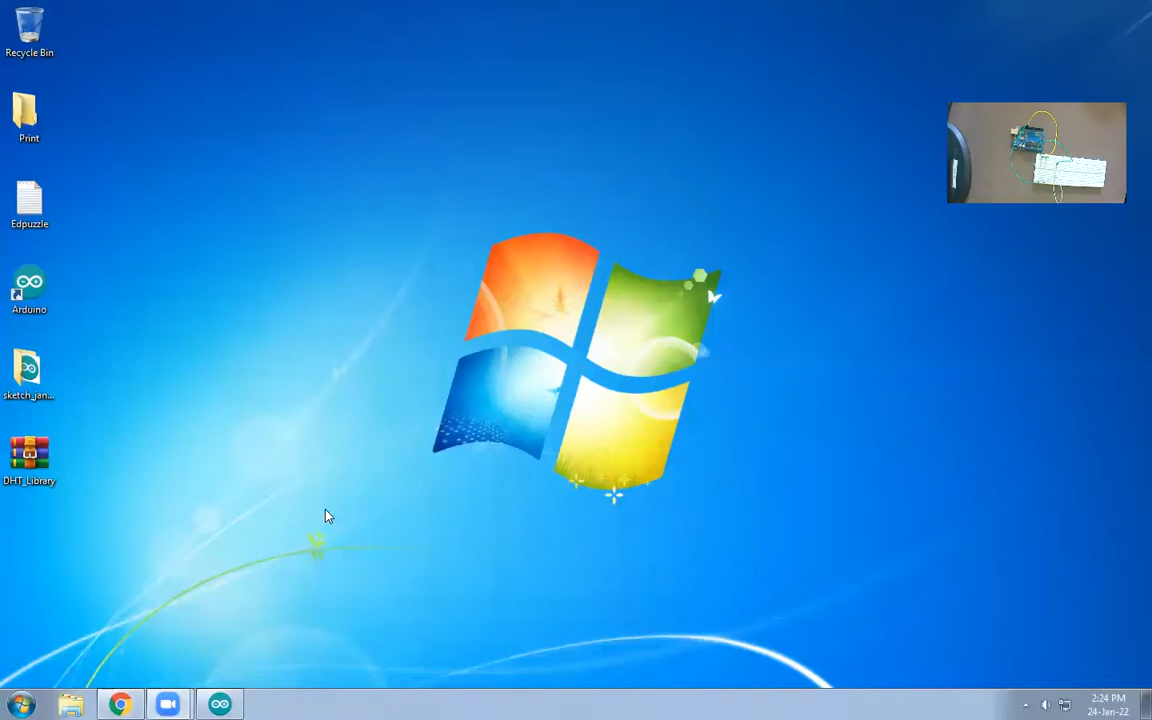 Recycle Bin
Print
Edpuzzle
Arduino
sketch_jan...
DHT_Library
2:24 PM
24-Jan-22